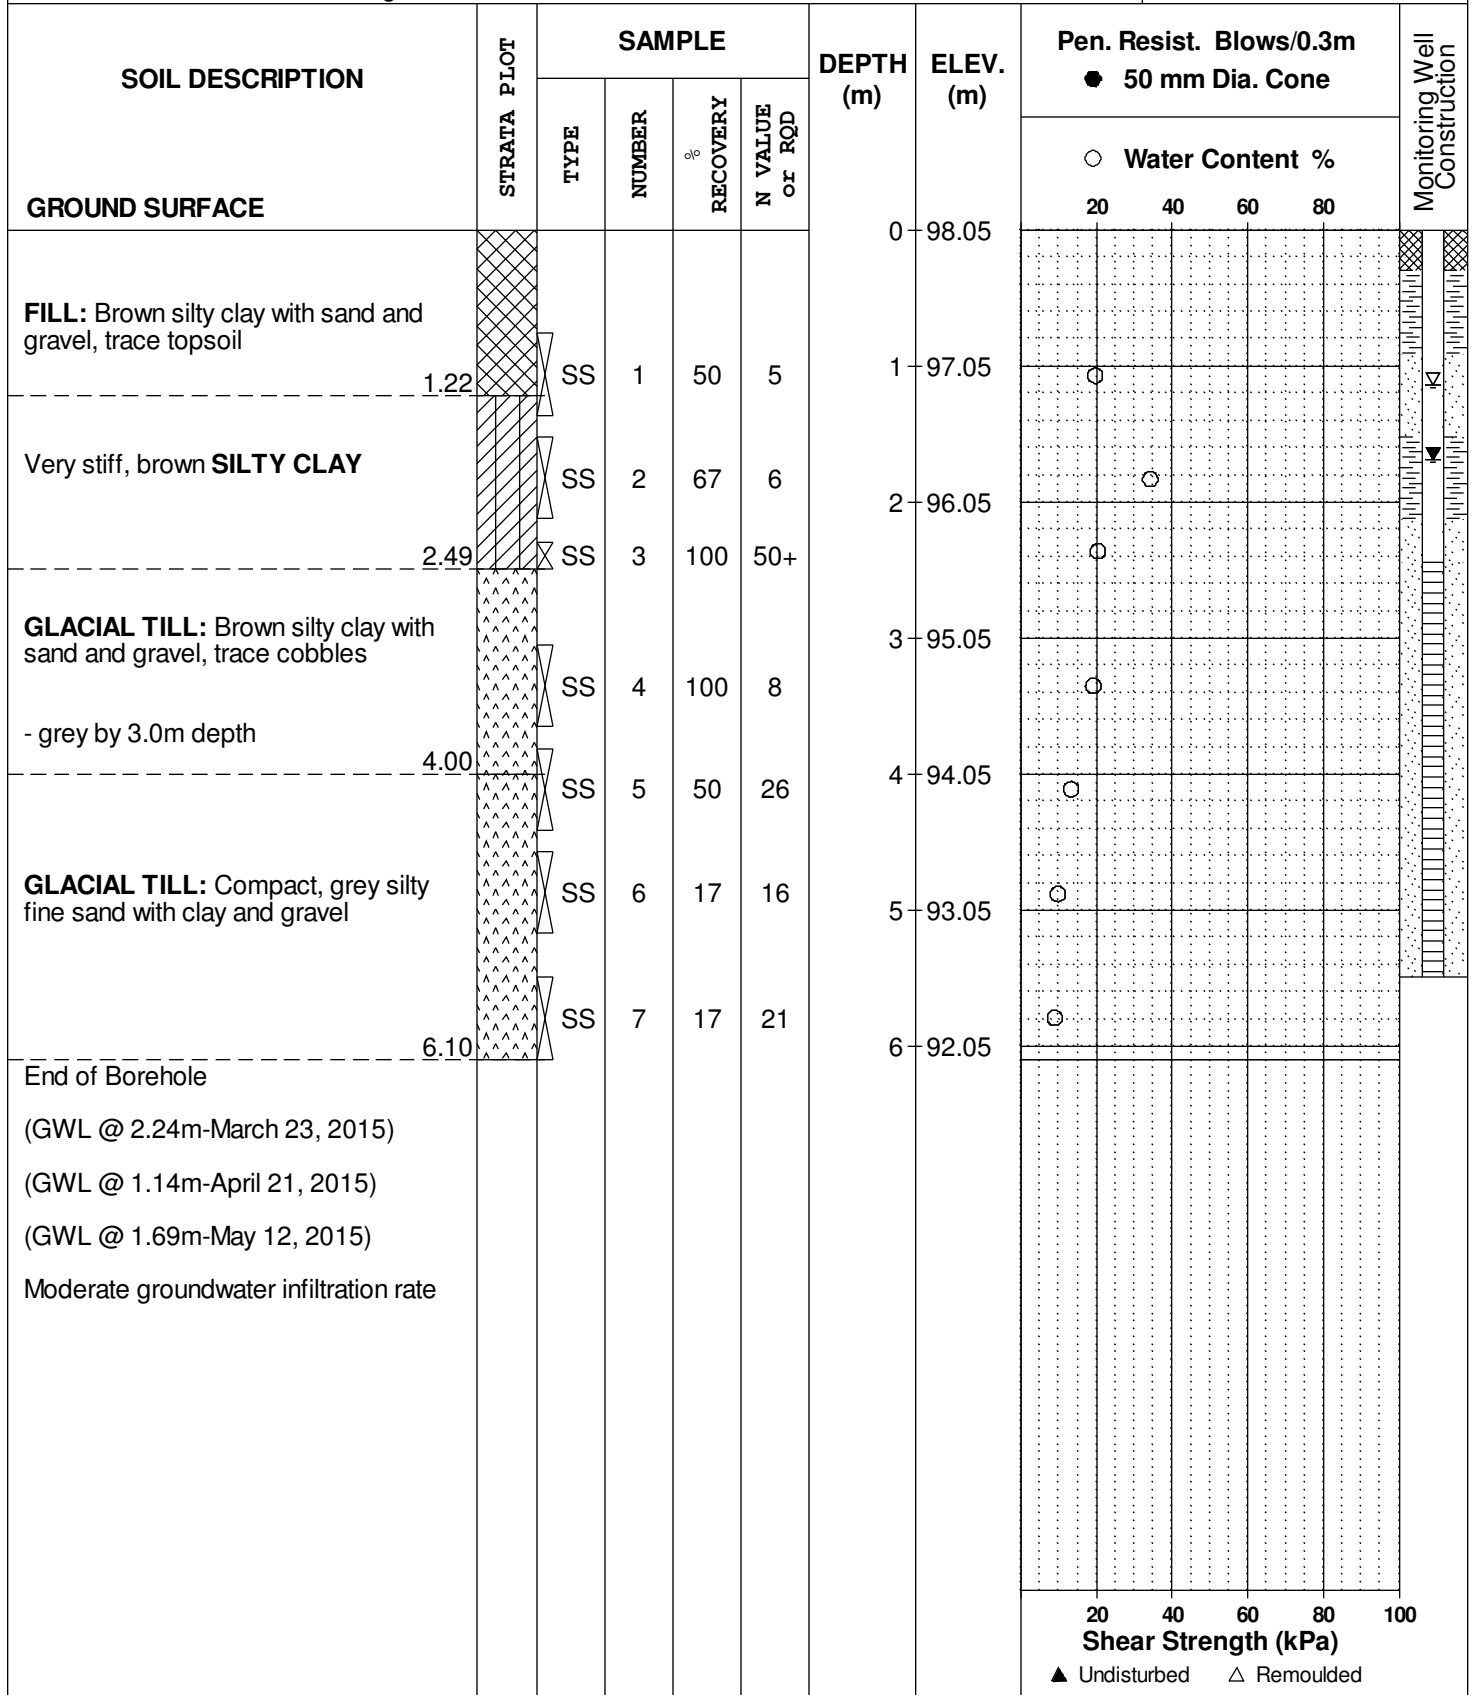 SOIL DESCRIPTION
GROUND SURFACE
STRATA PLOT
SAMPLE
TYPE
NUMBER
%
RECOVERY
N VALUE
or RQD
DEPTH
(m)
ELEV.
(m)
Pen. Resist. Blows/0.3m
50 mm Dia. Cone
Water Content %
20 40 60 80
Monitoring Well
Construction
0 98.05
FILL: Brown silty clay with sand and
gravel, trace topsoil
1.22
SS 1 50 5
1 97.05
Very stiff, brown SILTY CLAY
SS 2 67 6
2 96.05
2.49
SS 3 100 50+
GLACIAL TILL: Brown silty clay with
sand and gravel, trace cobbles
3 95.05
SS 4 100 8
- grey by 3.0m depth
4.00
4 94.05
SS 5 50 26
GLACIAL TILL: Compact, grey silty
fine sand with clay and gravel
SS 6 17 16
5 93.05
SS 7 17 21
6.10
6 92.05
End of Borehole
(GWL @ 2.24m-March 23, 2015)
(GWL @ 1.14m-April 21, 2015)
(GWL @ 1.69m-May 12, 2015)
Moderate groundwater infiltration rate
20 40 60 80 100
Shear Strength (kPa)
▲ Undisturbed △ Remoulded